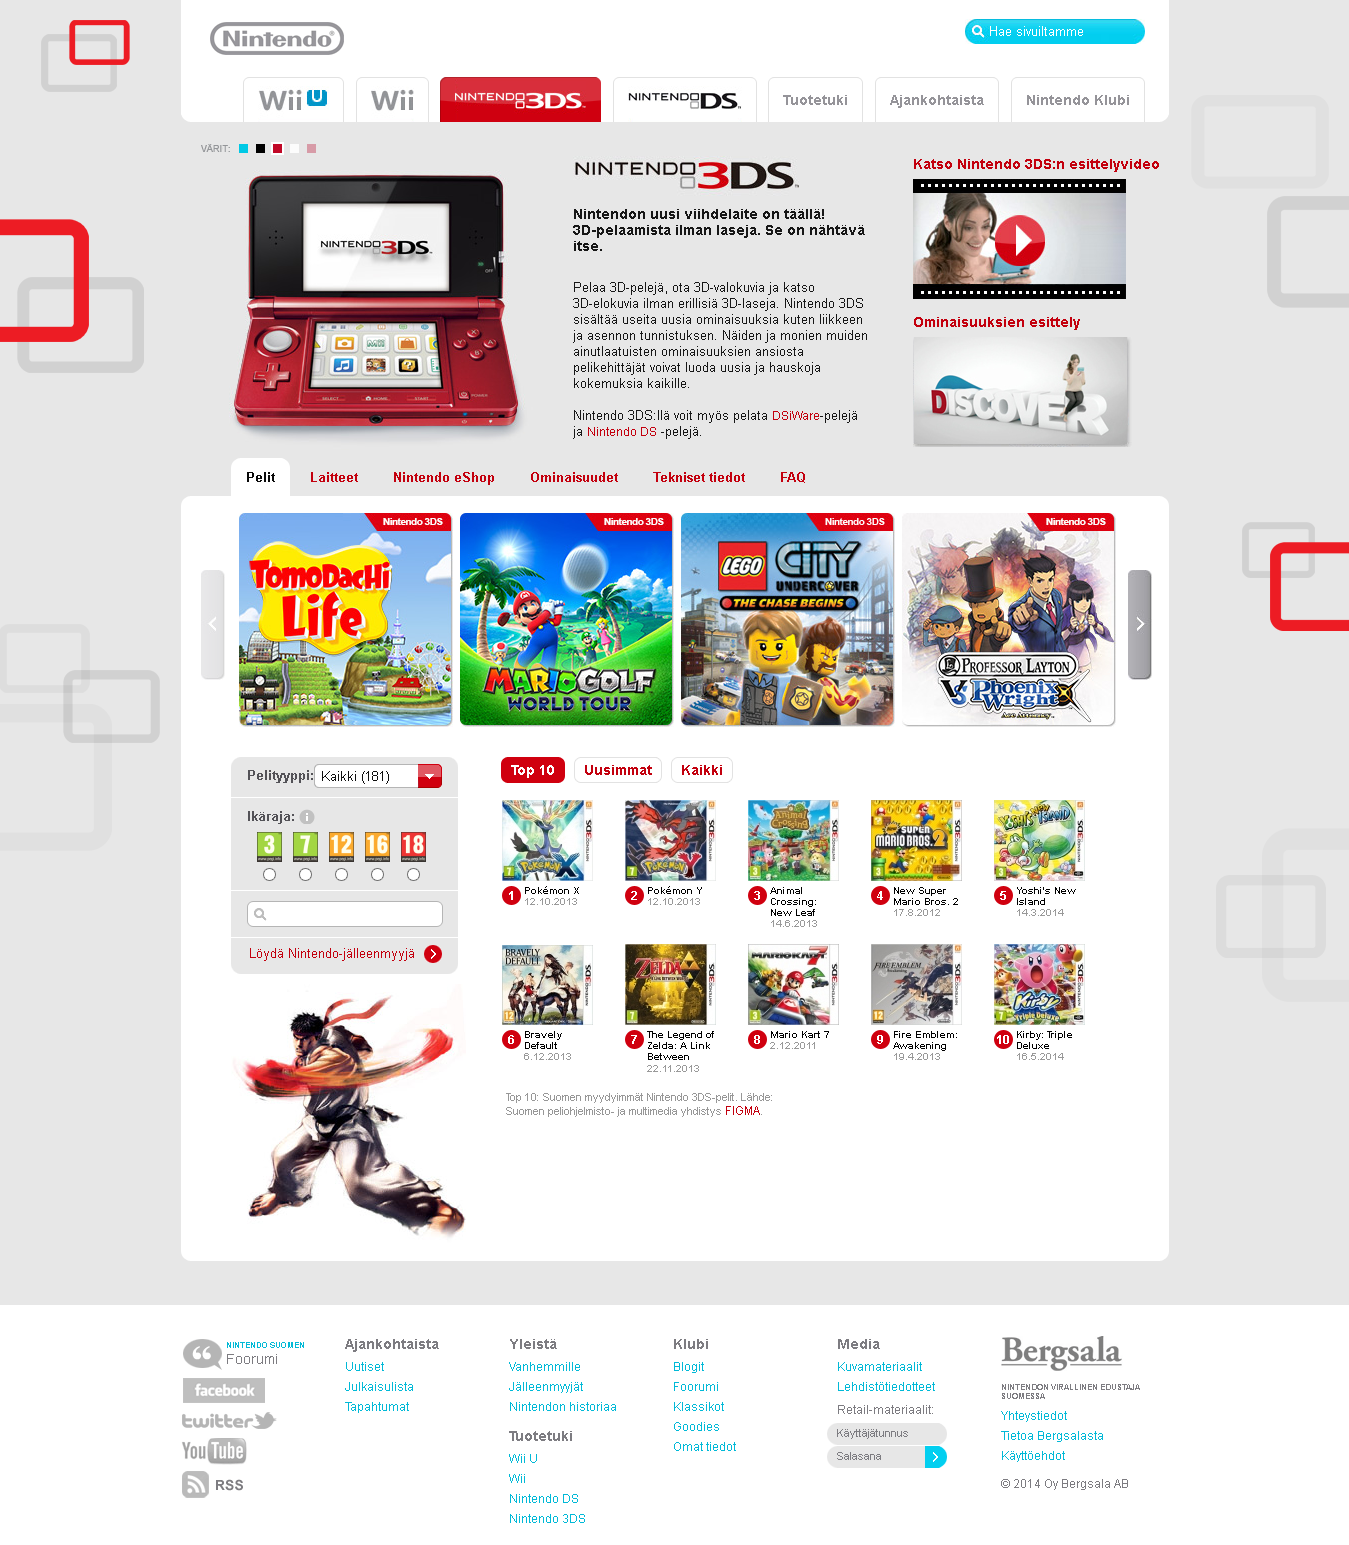 Nintendo
Hae sivuiltamme
Wii U
Wii
NINTENDO 3DS
NINTENDO DS
Tuotetuki
Ajankohtaista
Nintendo Klubi
VÄRIT:
NINTENDO 3DS
NINTENDO 3DS
Nintendon uusi viihdelaite on täällä!
3D-pelaamista ilman laseja. Se on nähtävä
itse.
Pelaa 3D-pelejä, ota 3D-valokuvia ja katso
3D-elokuvia ilman erillisiä 3D-laseja. Nintendo 3DS
sisältää useita uusia ominaisuuksia kuten liikkeen
ja asennon tunnistuksen. Näiden ja monien muiden
ainutlaatuisten ominaisuuksien ansiosta
pelikehittäjät voivat luoda uusia ja hauskoja
kokemuksia kaikille.
Nintendo 3DS:llä voit myös pelata DSiWare-pelejä
ja Nintendo DS -pelejä.
Katso Nintendo 3DS:n esittelyvideo
Ominaisuuksien esittely
DISCOVER
Pelit
Laitteet
Nintendo eShop
Ominaisuudet
Tekniset tiedot
FAQ
Nintendo 3DS
TOMODACHI
Life
Nintendo 3DS
MARIO GOLF
WORLD TOUR
Nintendo 3DS
LEGO CITY
UNDERCOVER
THE CHASE BEGINS
Nintendo 3DS
PROFESSOR LAYTON
VS Phoenix
Wright
Ace Attorney
Pelityyppi: Kaikki (181)
Ikäraja:
3 7 12 16 18
Löydä Nintendo-jälleenmyyjä
Top 10
Uusimmat
Kaikki
1 Pokémon X
12.10.2013
2 Pokémon Y
12.10.2013
3 Animal
Crossing:
New Leaf
14.6.2013
4 New Super
Mario Bros. 2
17.8.2012
5 Yoshi's New
Island
14.3.2014
6 Bravely
Default
6.12.2013
7 The Legend of
Zelda: A Link
Between
22.11.2013
8 Mario Kart 7
2.12.2011
9 Fire Emblem:
Awakening
19.4.2013
10 Kirby: Triple
Deluxe
16.5.2014
Top 10: Suomen myydyimmät Nintendo 3DS-pelit. Lähde:
Suomen peliohjelmisto- ja multimedia yhdistys FIGMA.
NINTENDO SUOMEN
Foorumi
facebook
twitter
YouTube
RSS
Ajankohtaista
Uutiset
Julkaisulista
Tapahtumat
Yleistä
Vanhemmille
Jälleenmyyjät
Nintendon historiaa
Tuotetuki
Wii U
Wii
Nintendo DS
Nintendo 3DS
Klubi
Blogit
Foorumi
Klassikot
Goodies
Omat tiedot
Media
Kuvamateriaalit
Lehdistötiedotteet
Retail-materiaalit:
Käyttäjätunnus
Salasana
Bergsala
NINTENDON VIRALLINEN EDUSTAJA
SUOMESSA
Yhteystiedot
Tietoa Bergsalasta
Käyttöehdot
© 2014 Oy Bergsala AB